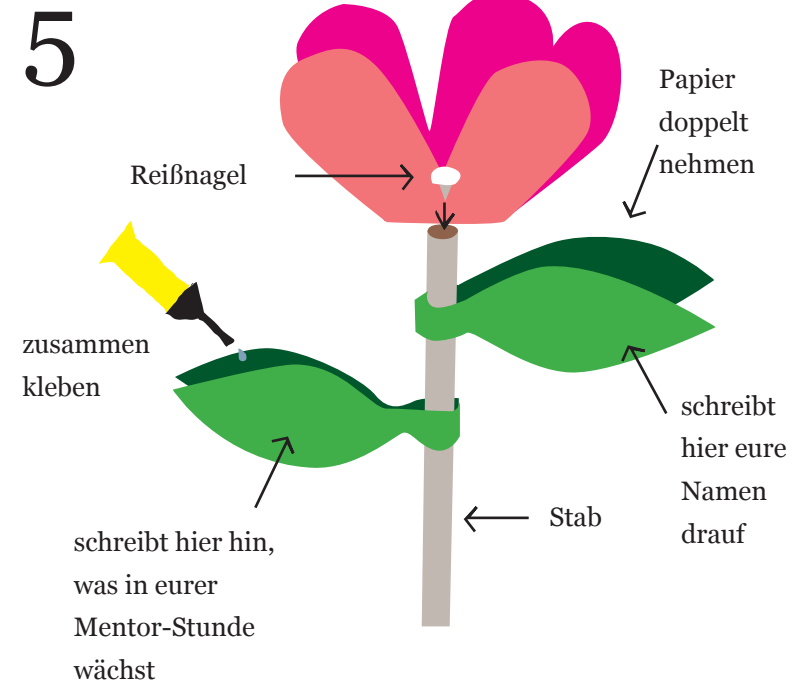 5
Papier
doppelt
nehmen
Reißnagel
zusammen
kleben
schreibt
hier eure
Namen
drauf
Stab
schreibt hier hin,
was in eurer
Mentor-Stunde
wächst